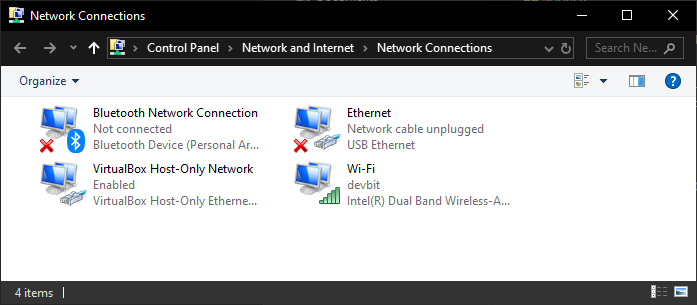 Network Connections
Control Panel > Network and Internet > Network Connections
Search Ne...
Organize
Bluetooth Network Connection
Not connected
Bluetooth Device (Personal Ar...
Ethernet
Network cable unplugged
USB Ethernet
VirtualBox Host-Only Network
Enabled
VirtualBox Host-Only Etherne...
Wi-Fi
devbit
Intel(R) Dual Band Wireless-A...
4 items